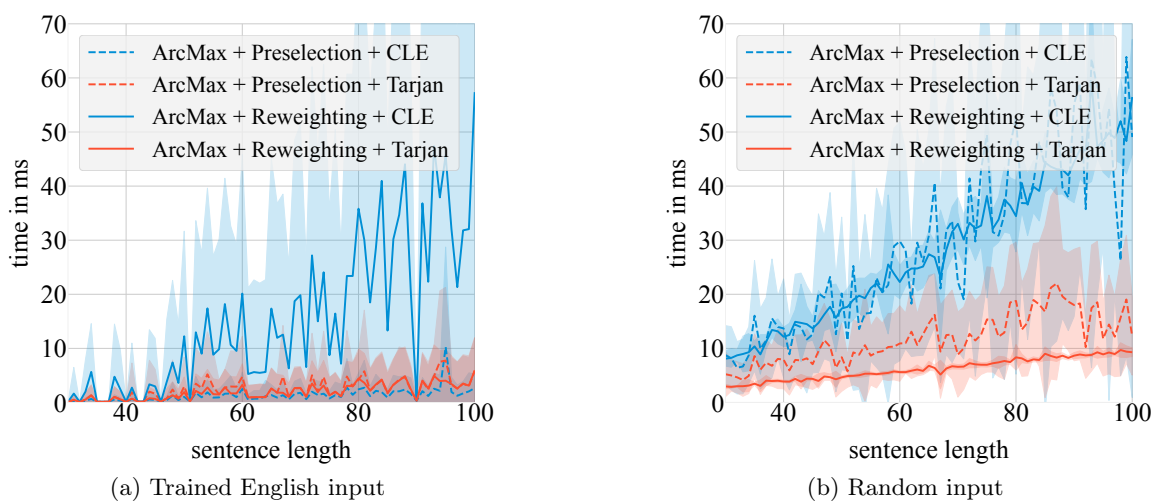 70
60
50
40
30
20
10
0
time in ms
ArcMax + Preselection + CLE
ArcMax + Preselection + Tarjan
ArcMax + Reweighting + CLE
ArcMax + Reweighting + Tarjan
40 60 80 100
sentence length
(a) Trained English input
70
60
50
40
30
20
10
0
time in ms
ArcMax + Preselection + CLE
ArcMax + Preselection + Tarjan
ArcMax + Reweighting + CLE
ArcMax + Reweighting + Tarjan
40 60 80 100
sentence length
(b) Random input